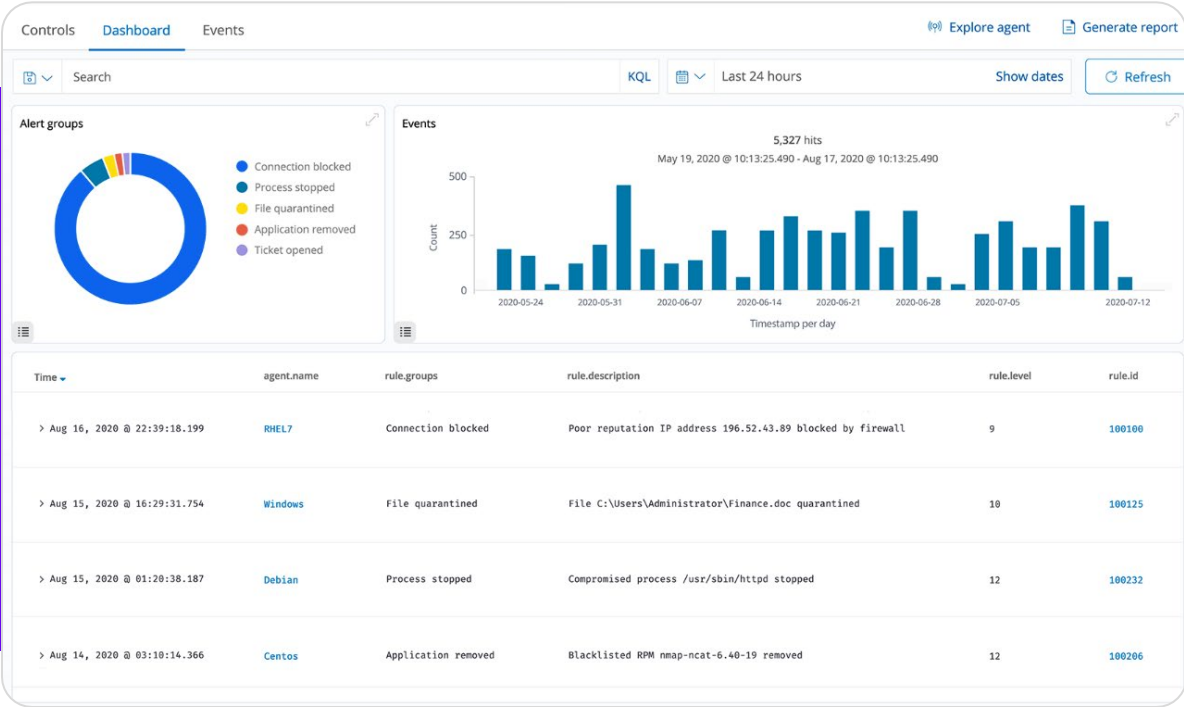 Controls Dashboard Events Explore agent Generate report
Search KQL Last 24 hours Show dates Refresh
Alert groups
Connection blocked
Process stopped
File quarantined
Application removed
Ticket opened
Events
5,327 hits
May 19, 2020 @ 10:13:25.490 - Aug 17, 2020 @ 10:13:25.490
500
250
0
Count
2020-05-24 2020-05-31 2020-06-07 2020-06-14 2020-06-21 2020-06-28 2020-07-05 2020-07-12
Timestamp per day
Time agent.name rule.groups rule.description rule.level rule.id
> Aug 16, 2020 @ 22:39:18.199 RHEL7 Connection blocked Poor reputation IP address 196.52.43.89 blocked by firewall 9 100100
> Aug 15, 2020 @ 16:29:31.754 Windows File quarantined File C:\Users\Administrator\Finance.doc quarantined 10 100125
> Aug 15, 2020 @ 01:20:38.187 Debian Process stopped Compromised process /usr/sbin/httpd stopped 12 100232
> Aug 14, 2020 @ 03:10:14.366 Centos Application removed Blacklisted RPM nmap-ncat-6.40-19 removed 12 100206